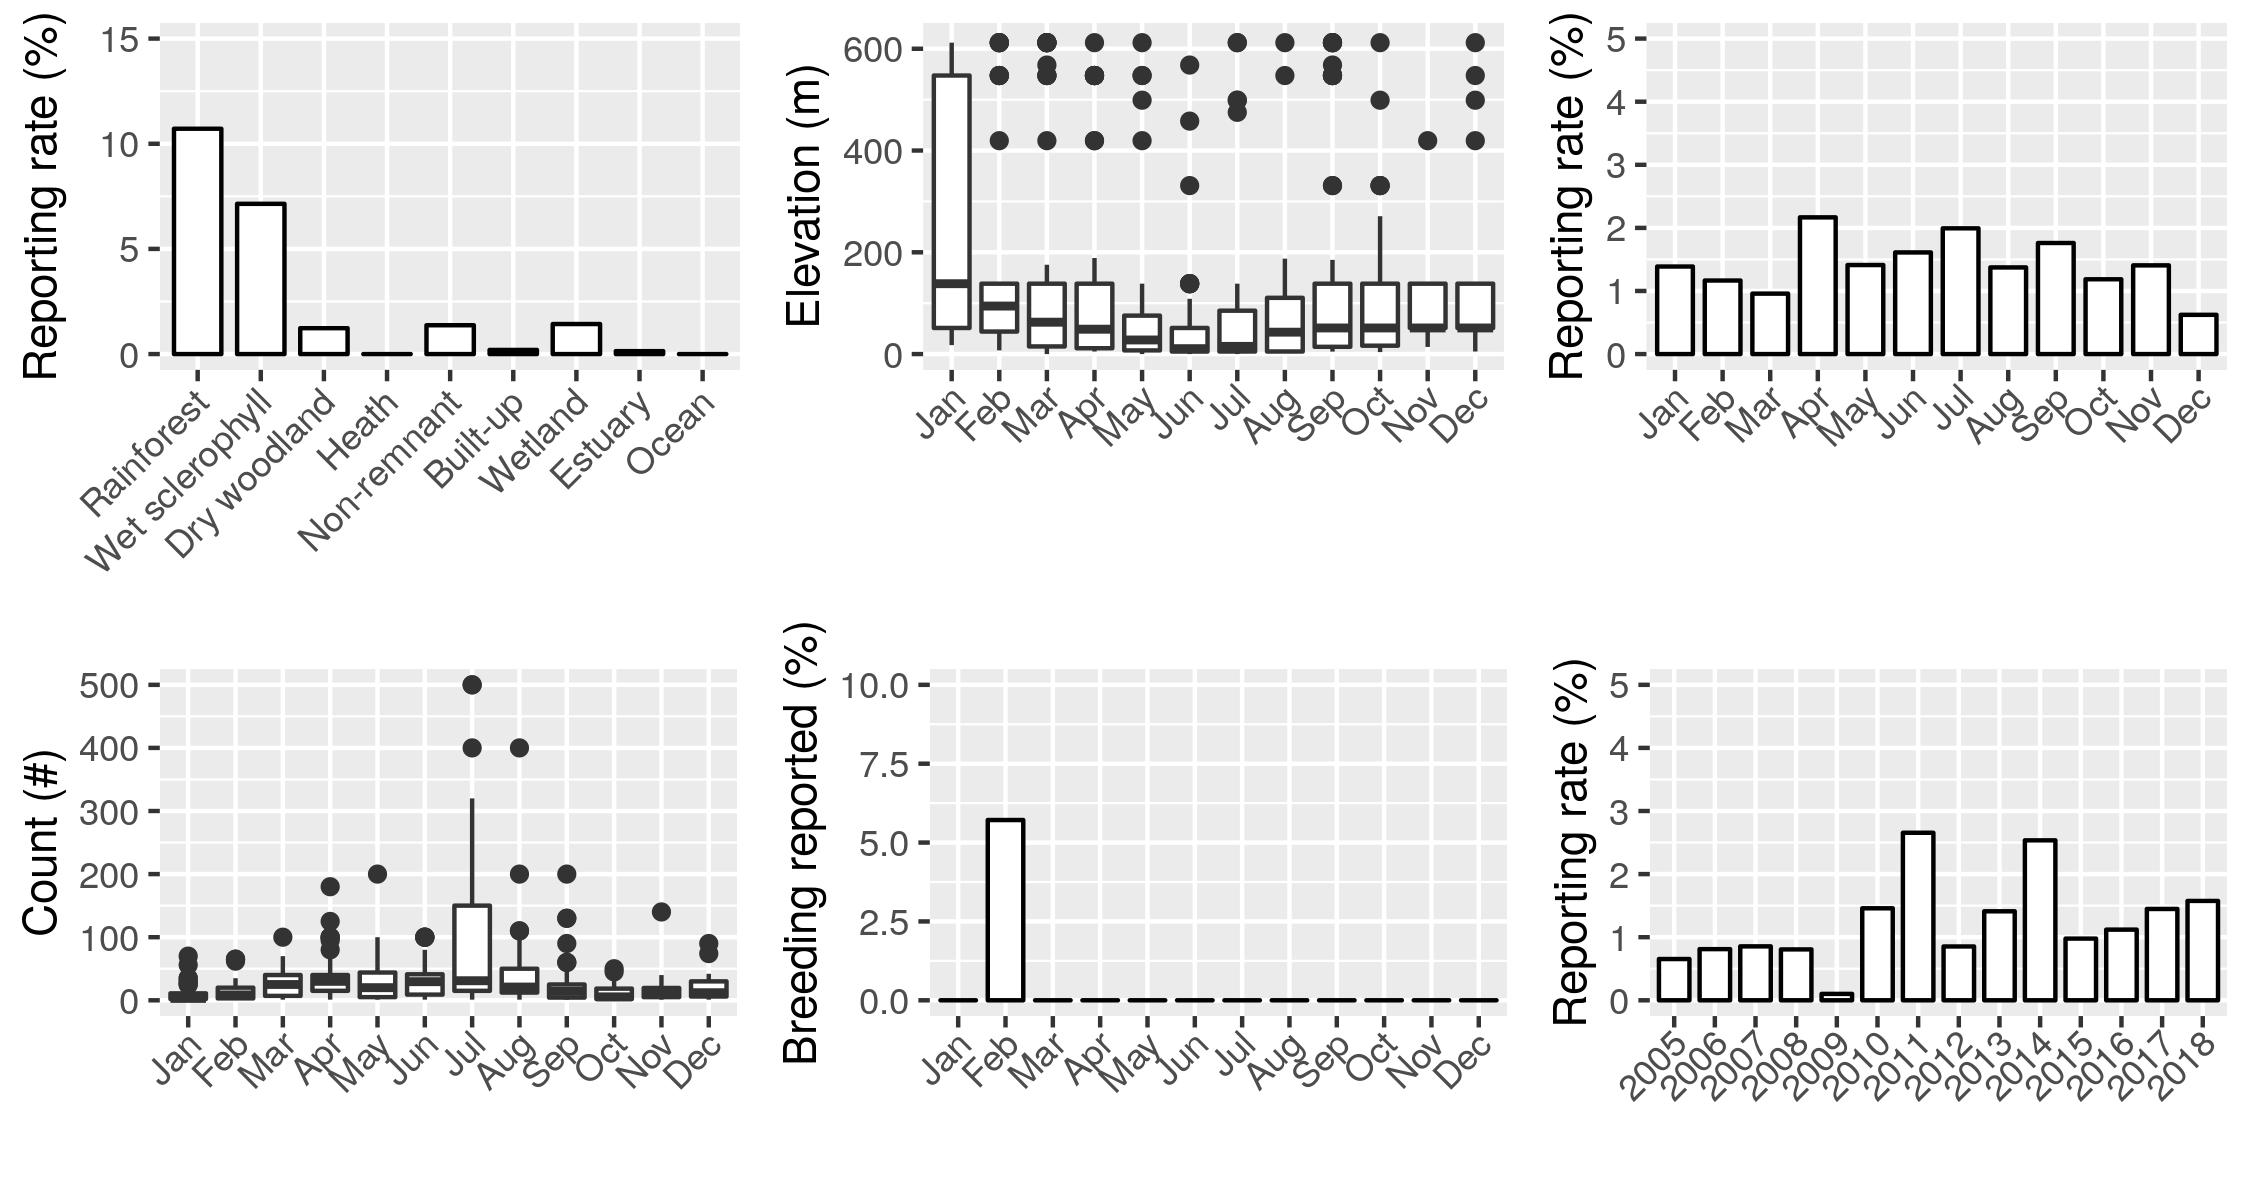 Reporting rate (%)
15
10
5
0
Rainforest
Wet sclerophyll
Dry woodland
Heath
Non-remnant
Built-up
Wetland
Estuary
Ocean
Elevation (m)
600
400
200
0
Jan
Feb
Mar
Apr
May
Jun
Jul
Aug
Sep
Oct
Nov
Dec
Reporting rate (%)
5
4
3
2
1
0
Jan
Feb
Mar
Apr
May
Jun
Jul
Aug
Sep
Oct
Nov
Dec
Count (#)
500
400
300
200
100
0
Jan
Feb
Mar
Apr
May
Jun
Jul
Aug
Sep
Oct
Nov
Dec
Breeding reported (%)
10.0
7.5
5.0
2.5
0.0
Jan
Feb
Mar
Apr
May
Jun
Jul
Aug
Sep
Oct
Nov
Dec
Reporting rate (%)
5
4
3
2
1
0
2005
2006
2007
2008
2009
2010
2011
2012
2013
2014
2015
2016
2017
2018